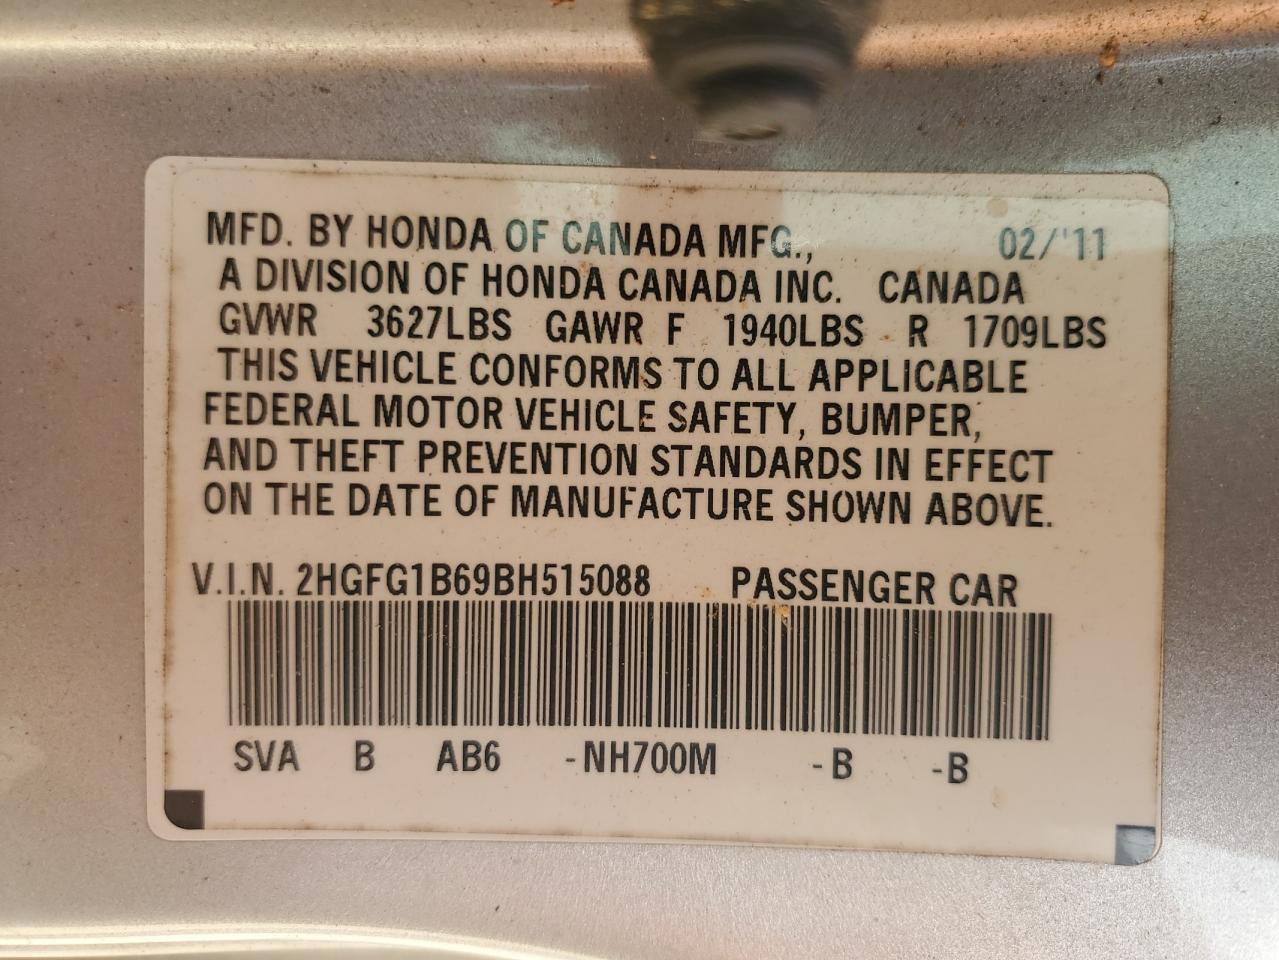 MFD. BY HONDA OF CANADA MFG., 02/'11
A DIVISION OF HONDA CANADA INC. CANADA
GVWR 3627LBS GAWR F 1940LBS R 1709LBS
THIS VEHICLE CONFORMS TO ALL APPLICABLE
FEDERAL MOTOR VEHICLE SAFETY, BUMPER,
AND THEFT PREVENTION STANDARDS IN EFFECT
ON THE DATE OF MANUFACTURE SHOWN ABOVE.
V.I.N. 2HGFG1B69BH515088 PASSENGER CAR
SVA B AB6 -NH700M -B -B